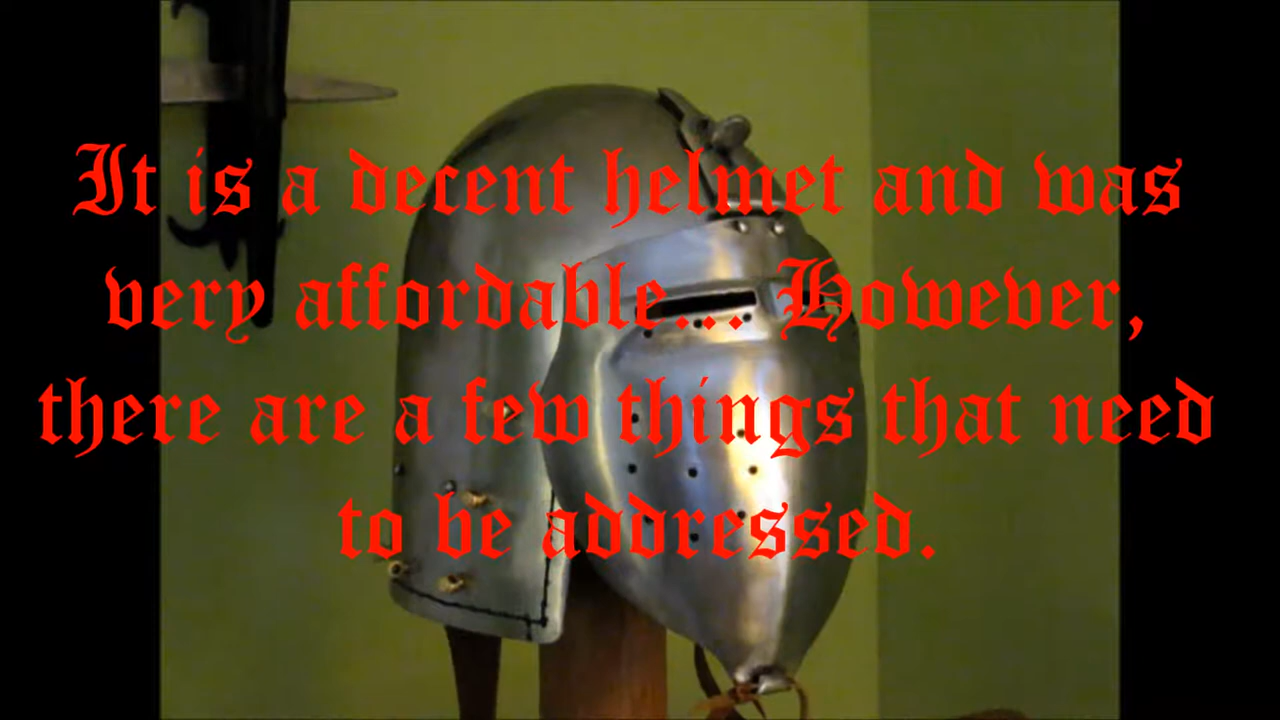 It is a decent helmet and was
very affordable... However,
there are a few things that need
to be addressed.